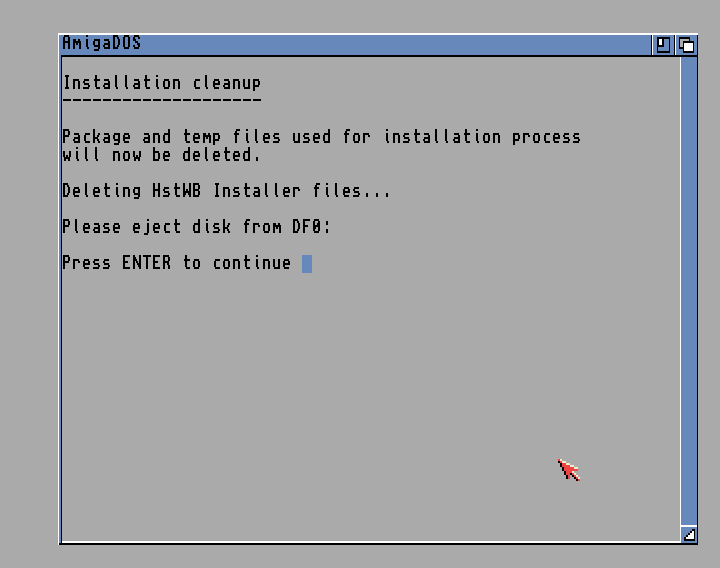 AmigaDOS
Installation cleanup
--------------------
Package and temp files used for installation process
will now be deleted.
Deleting HstWB Installer files...
Please eject disk from DF0:
Press ENTER to continue